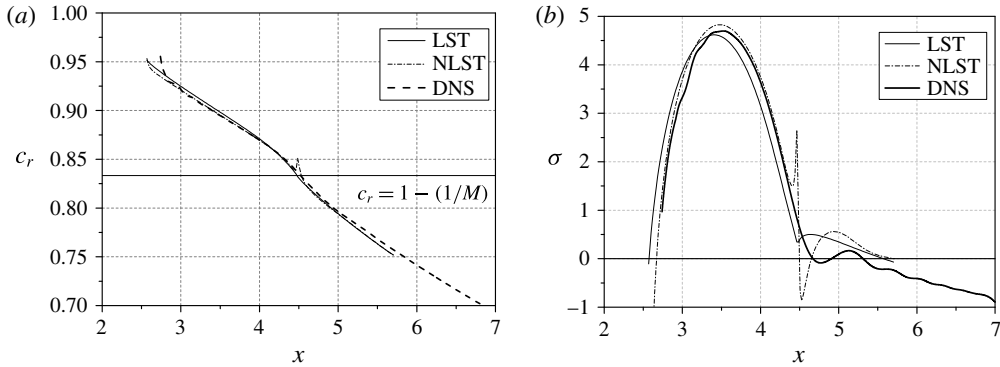 (a)
1.00
0.95
0.90
0.85
0.80
0.75
0.70
c_r
LST
NLST
DNS
c_r = 1 − (1/M)
2 3 4 5 6 7
x
(b)
5
4
3
2
1
0
−1
σ
LST
NLST
DNS
2 3 4 5 6 7
x